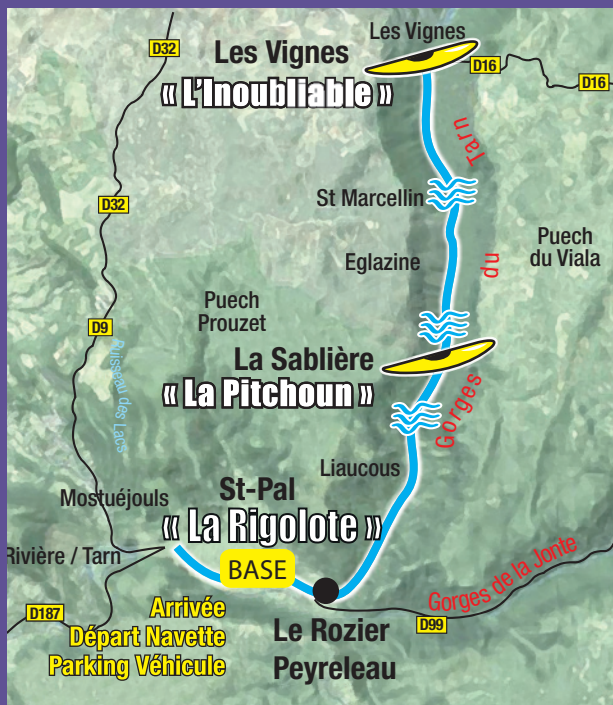 Les Vignes
D32
Les Vignes
D16
D16
« L'Inoubliable »
Tarn
St Marcellin
D32
Eglazine
du
Puech
du Viala
Puech
Prouzet
D9
Ruisseau des Lacs
La Sablière
« La Pitchoun »
Gorges
Liaucous
St-Pal
Mostuéjouls
« La Rigolote »
Rivière / Tarn
BASE
Gorges de la Jonte
D187
Arrivée
Départ Navette
Parking Véhicule
Le Rozier
Peyreleau
D99